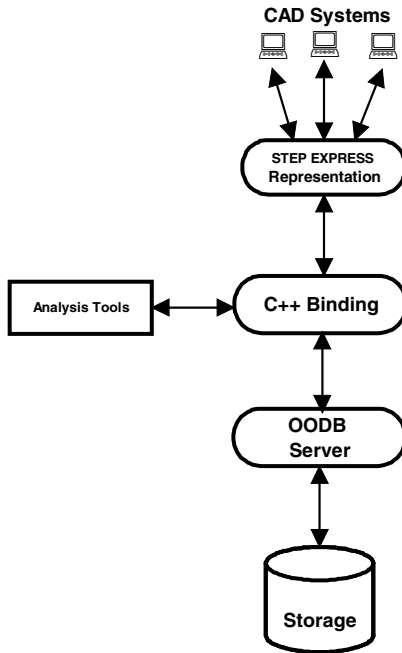 CAD Systems
STEP EXPRESS
Representation
C++ Binding
Analysis Tools
OODB
Server
Storage